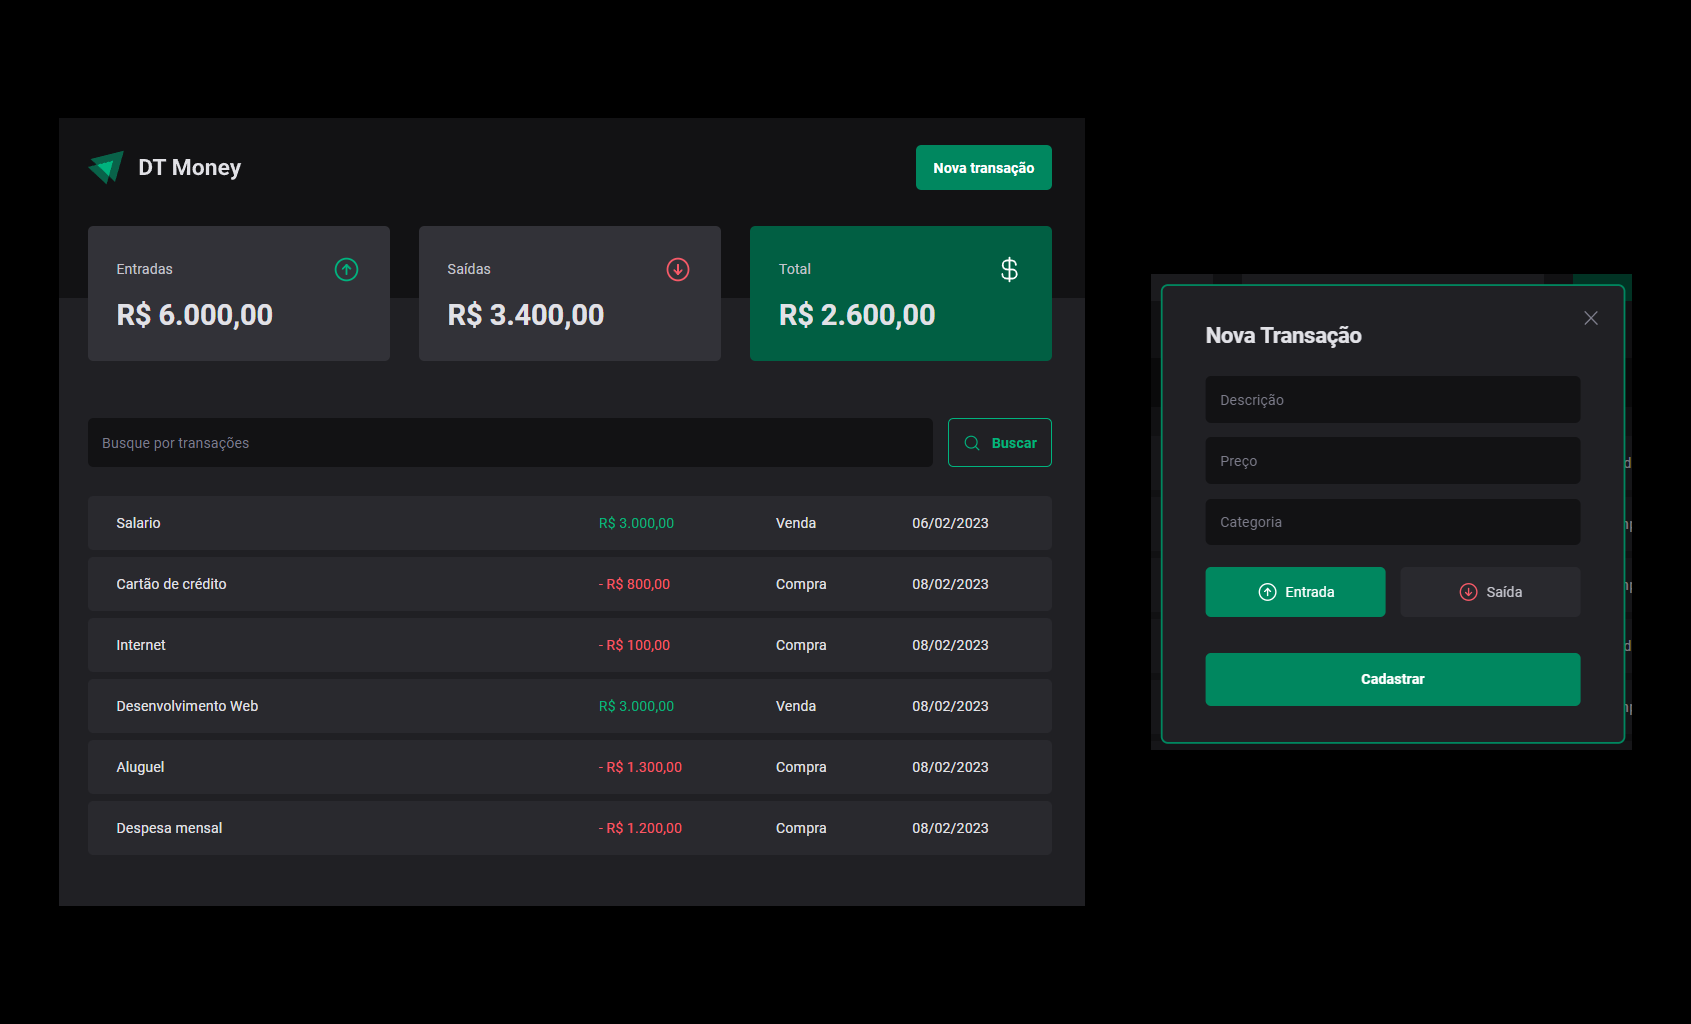 DT Money
Nova transação
Entradas
R$ 6.000,00
Saídas
R$ 3.400,00
Total
R$ 2.600,00
Busque por transações
Buscar
Salario R$ 3.000,00 Venda 06/02/2023
Cartão de crédito - R$ 800,00 Compra 08/02/2023
Internet - R$ 100,00 Compra 08/02/2023
Desenvolvimento Web R$ 3.000,00 Venda 08/02/2023
Aluguel - R$ 1.300,00 Compra 08/02/2023
Despesa mensal - R$ 1.200,00 Compra 08/02/2023
Nova Transação
Descrição
Preço
Categoria
Entrada
Saída
Cadastrar